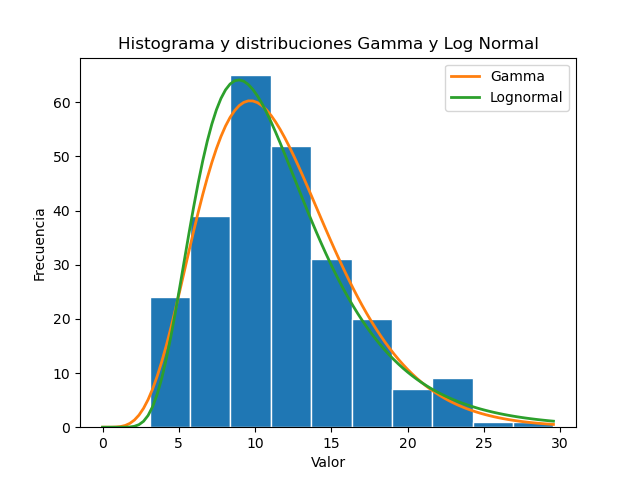 Histograma y distribuciones Gamma y Log Normal
Gamma
Lognormal
Frecuencia
60
50
40
30
20
10
0
0 5 10 15 20 25 30
Valor